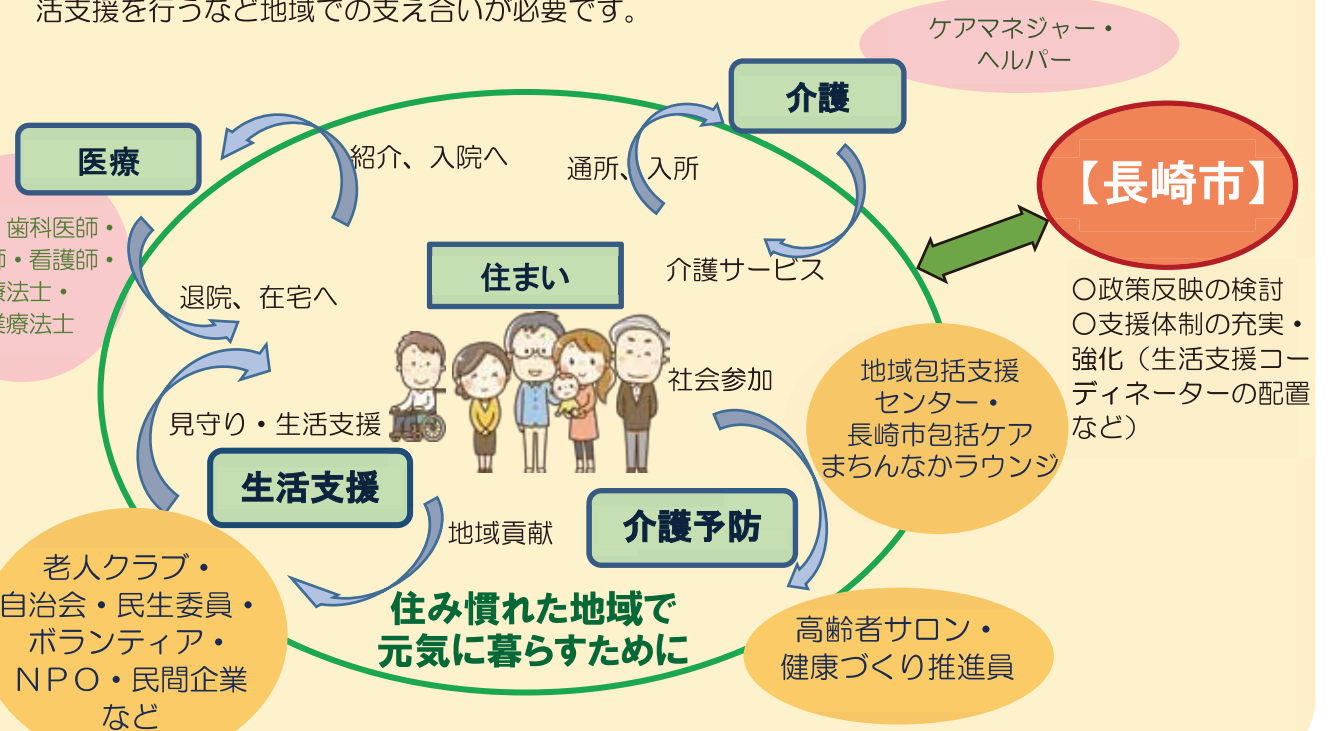 活支援を行うなど地域での支え合いが必要です。
ケアマネジャー・
ヘルパー
介護
医療
紹介、入院へ
通所、入所
【長崎市】
歯科医師・
師・看護師・
療法士・
業療法士
退院、在宅へ
住まい
介護サービス
〇政策反映の検討
〇支援体制の充実・
強化（生活支援コー
ディネーターの配置
など）
社会参加
地域包括支援
センター・
長崎市包括ケア
まちんなかラウンジ
見守り・生活支援
生活支援
地域貢献
介護予防
老人クラブ・
自治会・民生委員・
ボランティア・
ＮＰＯ・民間企業
など
住み慣れた地域で
元気に暮らすために
高齢者サロン・
健康づくり推進員